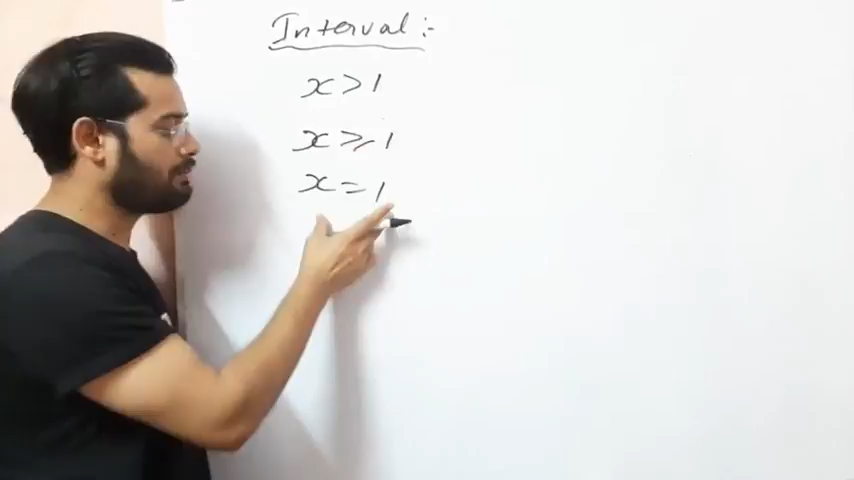 Interval :-
x > 1
x ≥ 1
x = 1